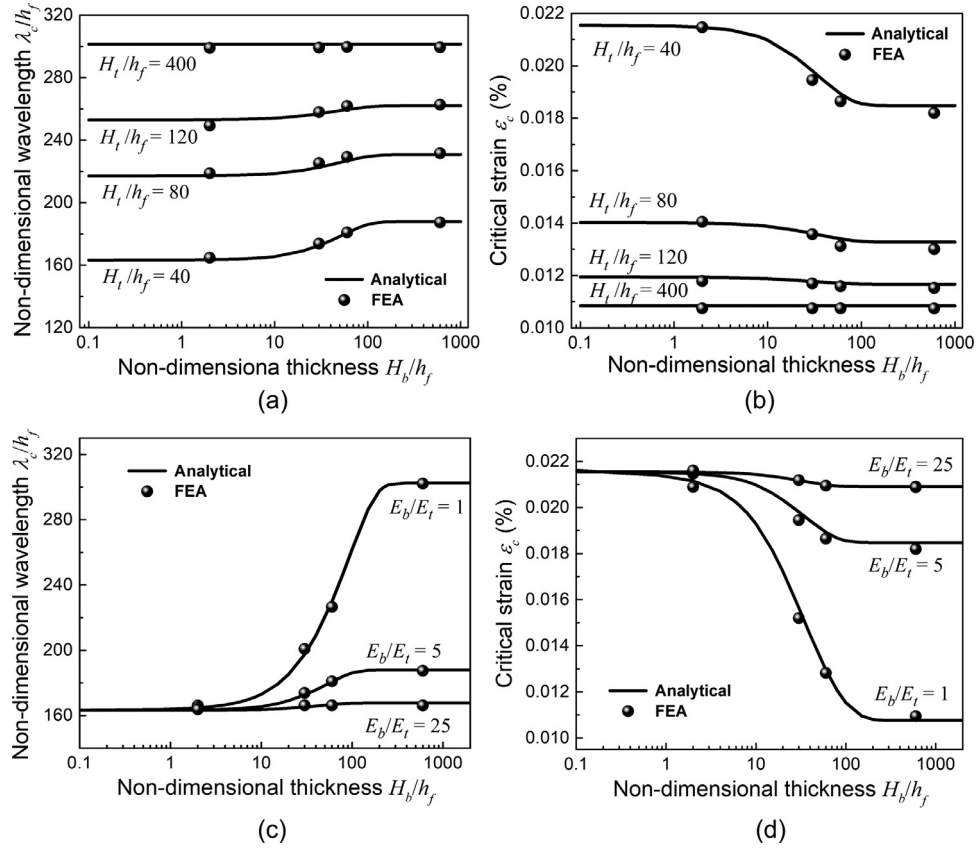 320
280
240
200
160
120
Non-dimensional wavelength λc/hf
Ht/hf = 400
Ht/hf = 120
Ht/hf = 80
Ht/hf = 40
Analytical
FEA
0.1 1 10 100 1000
Non-dimensiona thickness Hb/hf
(a)
0.022
0.020
0.018
0.016
0.014
0.012
0.010
Critical strain εc (%)
Ht/hf = 40
Analytical
FEA
Ht/hf = 80
Ht/hf = 120
Ht/hf = 400
0.1 1 10 100 1000
Non-dimensional thickness Hb/hf
(b)
320
280
240
200
160
Non-dimensional wavelength λc/hf
Analytical
FEA
Eb/Et = 1
Eb/Et = 5
Eb/Et = 25
0.1 1 10 100 1000
Non-dimensional thickness Hb/hf
(c)
0.022
0.020
0.018
0.016
0.014
0.012
0.010
Critical strain εc (%)
Eb/Et = 25
Eb/Et = 5
Eb/Et = 1
Analytical
FEA
0.1 1 10 100 1000
Non-dimensional thickness Hb/hf
(d)